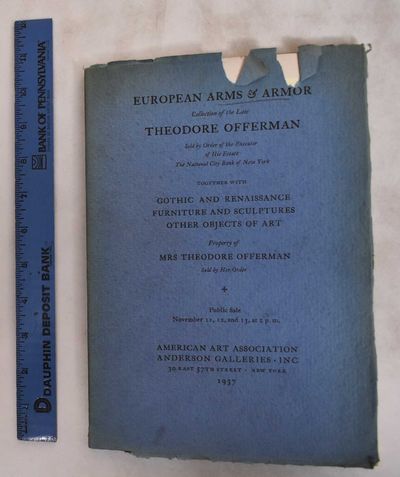 EUROPEAN ARMS & ARMOR
Collection of the Late
THEODORE OFFERMAN
Sold by Order of the Executor
of His Estate
The National City Bank of New York
TOGETHER WITH
GOTHIC AND RENAISSANCE
FURNITURE AND SCULPTURES
OTHER OBJECTS OF ART
Property of
MRS THEODORE OFFERMAN
Sold by Her Order
Public Sale
November 11, 12, and 13, at 2 p.m.
AMERICAN ART ASSOCIATION
ANDERSON GALLERIES · INC
30 EAST 57TH STREET · NEW YORK
1937
BANK OF PENNSYLVANIA
DAUPHIN DEPOSIT BANK